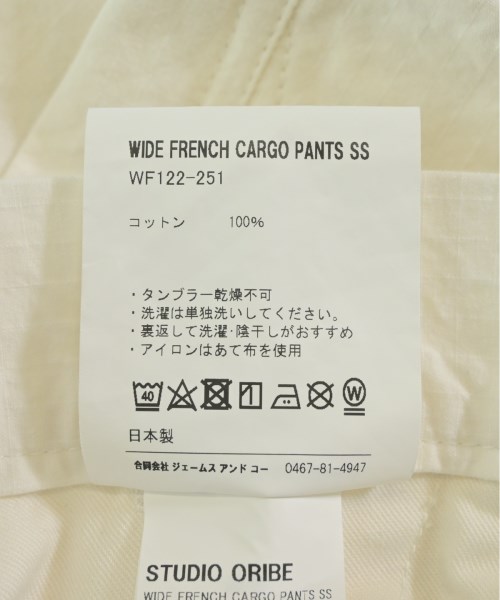 WIDE FRENCH CARGO PANTS SS
WF122-251
コットン 100%
・タンブラー乾燥不可
・洗濯は単独洗いしてください。
・裏返して洗濯・陰干しがおすすめ
・アイロンはあて布を使用
40 W
日本製
合同会社 ジェームス アンド コー 0467-81-4947
STUDIO ORIBE
WIDE FRENCH CARGO PANTS SS